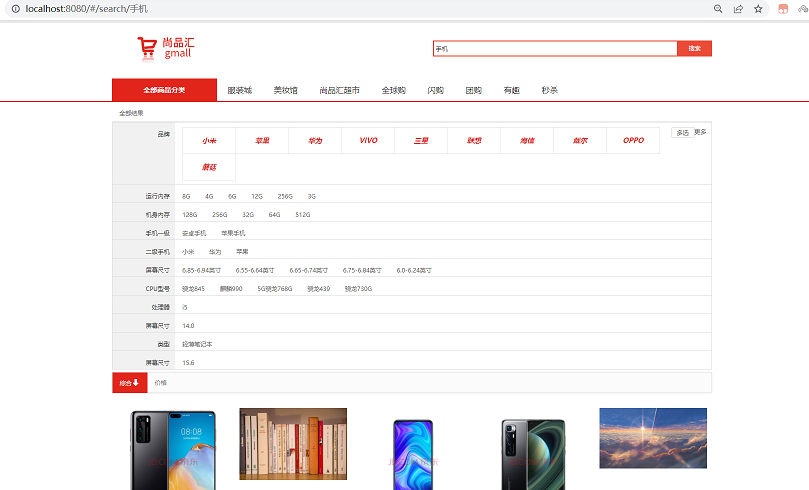 localhost:8080/#/search/手机
尚品汇
gmall
手机
搜索
全部商品分类 服装城 美妆馆 尚品汇超市 全球购 闪购 团购 有趣 秒杀
全部结果
品牌 小米 苹果 华为 VIVO 三星 联想 海信 OPPO 多选 更多
蘑菇
运行内存 8G 4G 6G 12G 256G 3G
机身内存 128G 256G 32G 64G 512G
手机一级 安卓手机 苹果手机
二级手机 小米 华为 苹果
屏幕尺寸 6.85-6.94英寸 6.55-6.64英寸 6.65-6.74英寸 6.75-6.84英寸 6.0-6.24英寸
CPU型号 骁龙845 麒麟990 5G骁龙768G 骁龙439 骁龙730G
处理器 i5
屏幕尺寸 14.0
类型 轻薄笔记本
屏幕尺寸 15.6
综合 价格
08:08